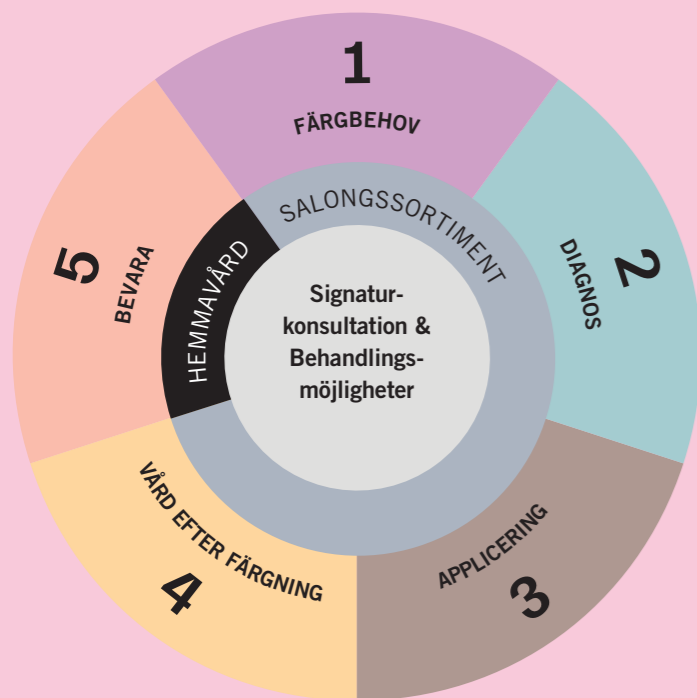 1
FÄRGBEHOV
2
DIAGNOS
3
APPLICERING
4
VÅRD EFTER FÄRGNING
5
BEVARA
SALONGSSORTIMENT
HEMMAVÅRD
Signatur-
konsultation &
Behandlings-
möjligheter